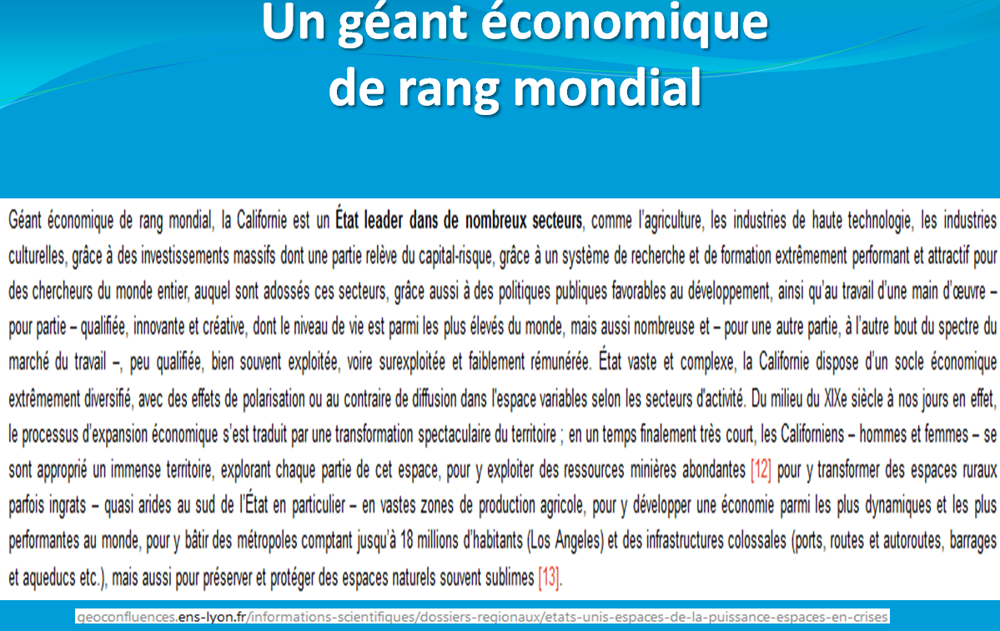 Un géant économique
de rang mondial
Géant économique de rang mondial, la Californie est un État leader dans de nombreux secteurs, comme l'agriculture, les industries de haute technologie, les industries
culturelles, grâce à des investissements massifs dont une partie relève du capital-risque, grâce à un système de recherche et de formation extrêmement performant et attractif pour
des chercheurs du monde entier, auquel sont adossés ces secteurs, grâce aussi à des politiques publiques favorables au développement, ainsi qu'au travail d'une main d'œuvre –
pour partie – qualifiée, innovante et créative, dont le niveau de vie est parmi les plus élevés du monde, mais aussi nombreuse et – pour une autre partie, à l'autre bout du spectre du
marché du travail –, peu qualifiée, bien souvent exploitée, voire surexploitée et faiblement rémunérée. État vaste et complexe, la Californie dispose d'un socle économique
extrêmement diversifié, avec des effets de polarisation ou au contraire de diffusion dans l'espace variables selon les secteurs d'activité. Du milieu du XIXe siècle à nos jours en effet,
le processus d'expansion économique s'est traduit par une transformation spectaculaire du territoire ; en un temps finalement très court, les Californiens – hommes et femmes – se
sont approprié un immense territoire, explorant chaque partie de cet espace, pour y exploiter des ressources minières abondantes [12] pour y transformer des espaces ruraux
parfois ingrats – quasi arides au sud de l'État en particulier – en vastes zones de production agricole, pour y développer une économie parmi les plus dynamiques et les plus
performantes au monde, pour y bâtir des métropoles comptant jusqu'à 18 millions d'habitants (Los Angeles) et des infrastructures colossales (ports, routes et autoroutes, barrages
et aqueducs etc.), mais aussi pour préserver et protéger des espaces naturels souvent sublimes [13].
geoconfluences.ens-lyon.fr/informations-scientifiques/dossiers-regionaux/etats-unis-espaces-de-la-puissance-espaces-en-crises